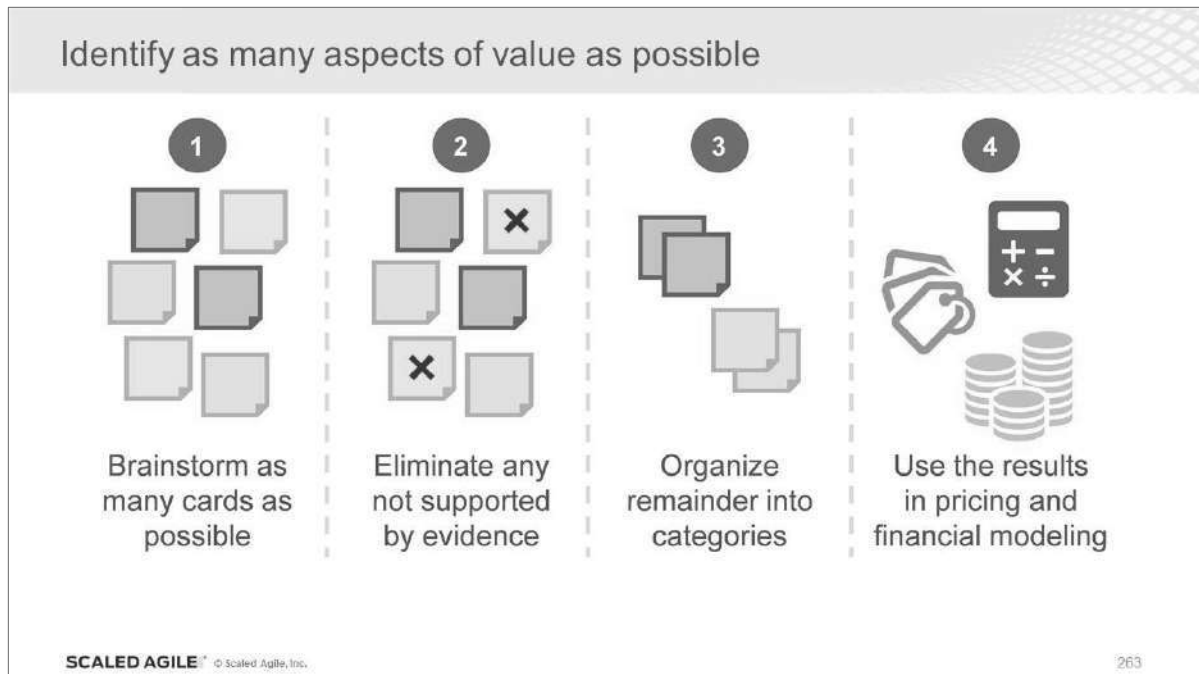 Identify as many aspects of value as possible
1
2
3
4
Brainstorm as
many cards as
possible
Eliminate any
not supported
by evidence
Organize
remainder into
categories
Use the results
in pricing and
financial modeling
SCALED AGILE © Scaled Agile, Inc.
263